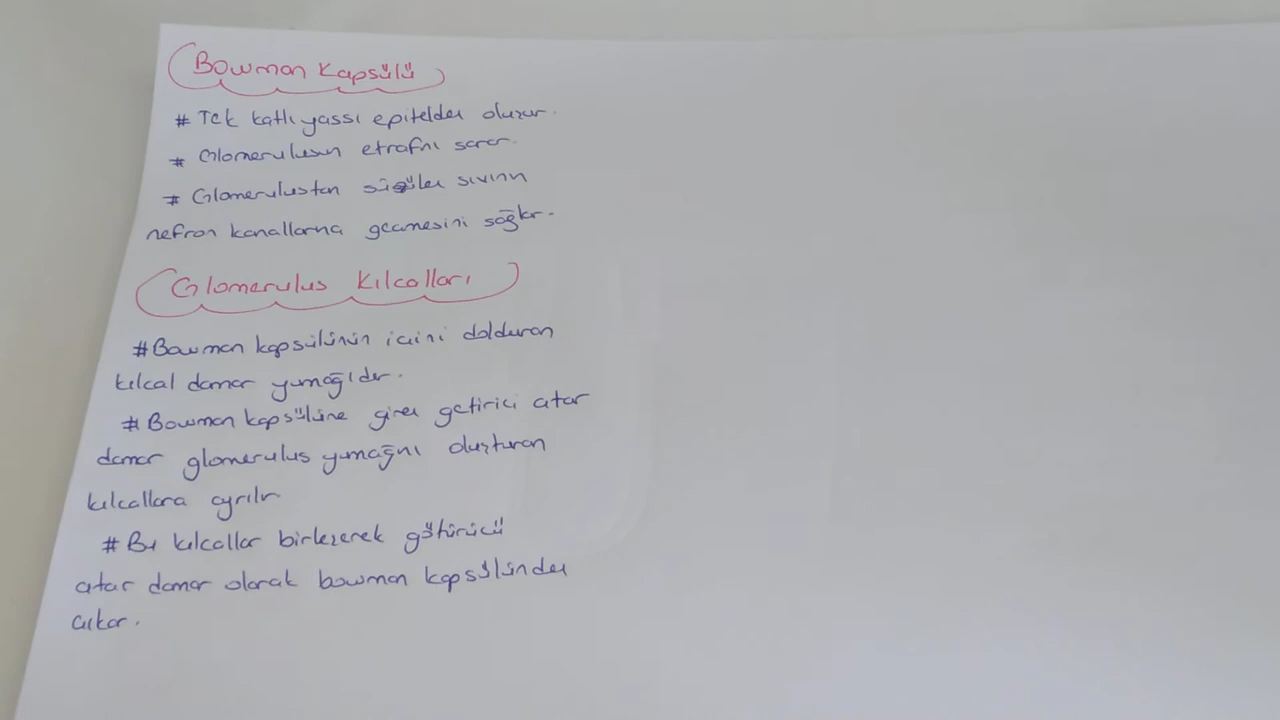 Bowman Kapsülü
# Tek katlı yassı epitelden oluşur.
# Glomerulusun etrafını sarar.
# Glomerulustan süzülen sıvının
nefron kanallarına geçmesini sağlar.
Glomerulus Kılcalları
# Bowman kapsülünün içini dolduran
kılcal damar yumağıdır.
# Bowman kapsülüne giren getirici atar
damar glomerulus yumağını oluşturan
kılcallara ayrılır
# Bu kılcallar birleşerek götürücü
atar damar olarak bowman kapsülünden
çıkar.